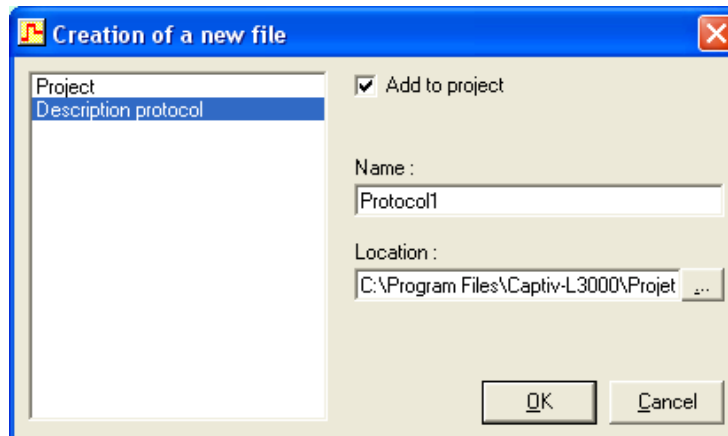 Creation of a new file
Project
Description protocol
Add to project
Name :
Protocol1
Location :
C:\Program Files\Captiv-L3000\Projet
...
OK
Cancel